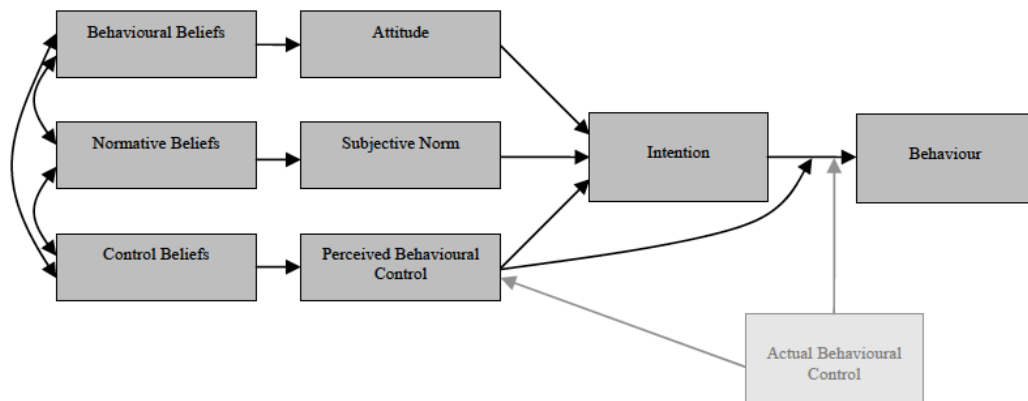 Behavioural Beliefs
Attitude
Normative Beliefs
Subjective Norm
Intention
Behaviour
Control Beliefs
Perceived Behavioural
Control
Actual Behavioural
Control